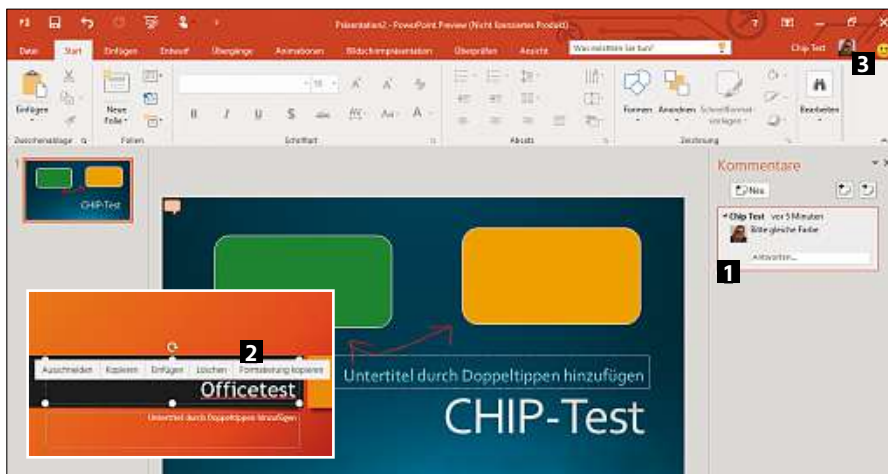 Präsentation2 - PowerPoint Preview (Nicht lizenziertes Produkt)
Datei Start Einfügen Entwurf Übergänge Animationen Bildschirmpräsentation Überprüfen Ansicht Was möchten Sie tun? Chip Test
3
Einfügen
Neue
Folie
Formen Anordnen Schnellformat-
vorlagen
Bearbeiten
Zwischenablage Folien Schriftart Absatz Zeichnung
1
CHIP-Test
Kommentare
Neu
Chip Test vor 5 Minuten
Bitte gleiche Farbe
Antworten...
1
2
Ausschneiden Kopieren Einfügen Löschen Formatierung kopieren
Officetest
Untertitel durch Doppeltippen hinzufügen
Untertitel durch Doppeltippen hinzufügen
CHIP-Test